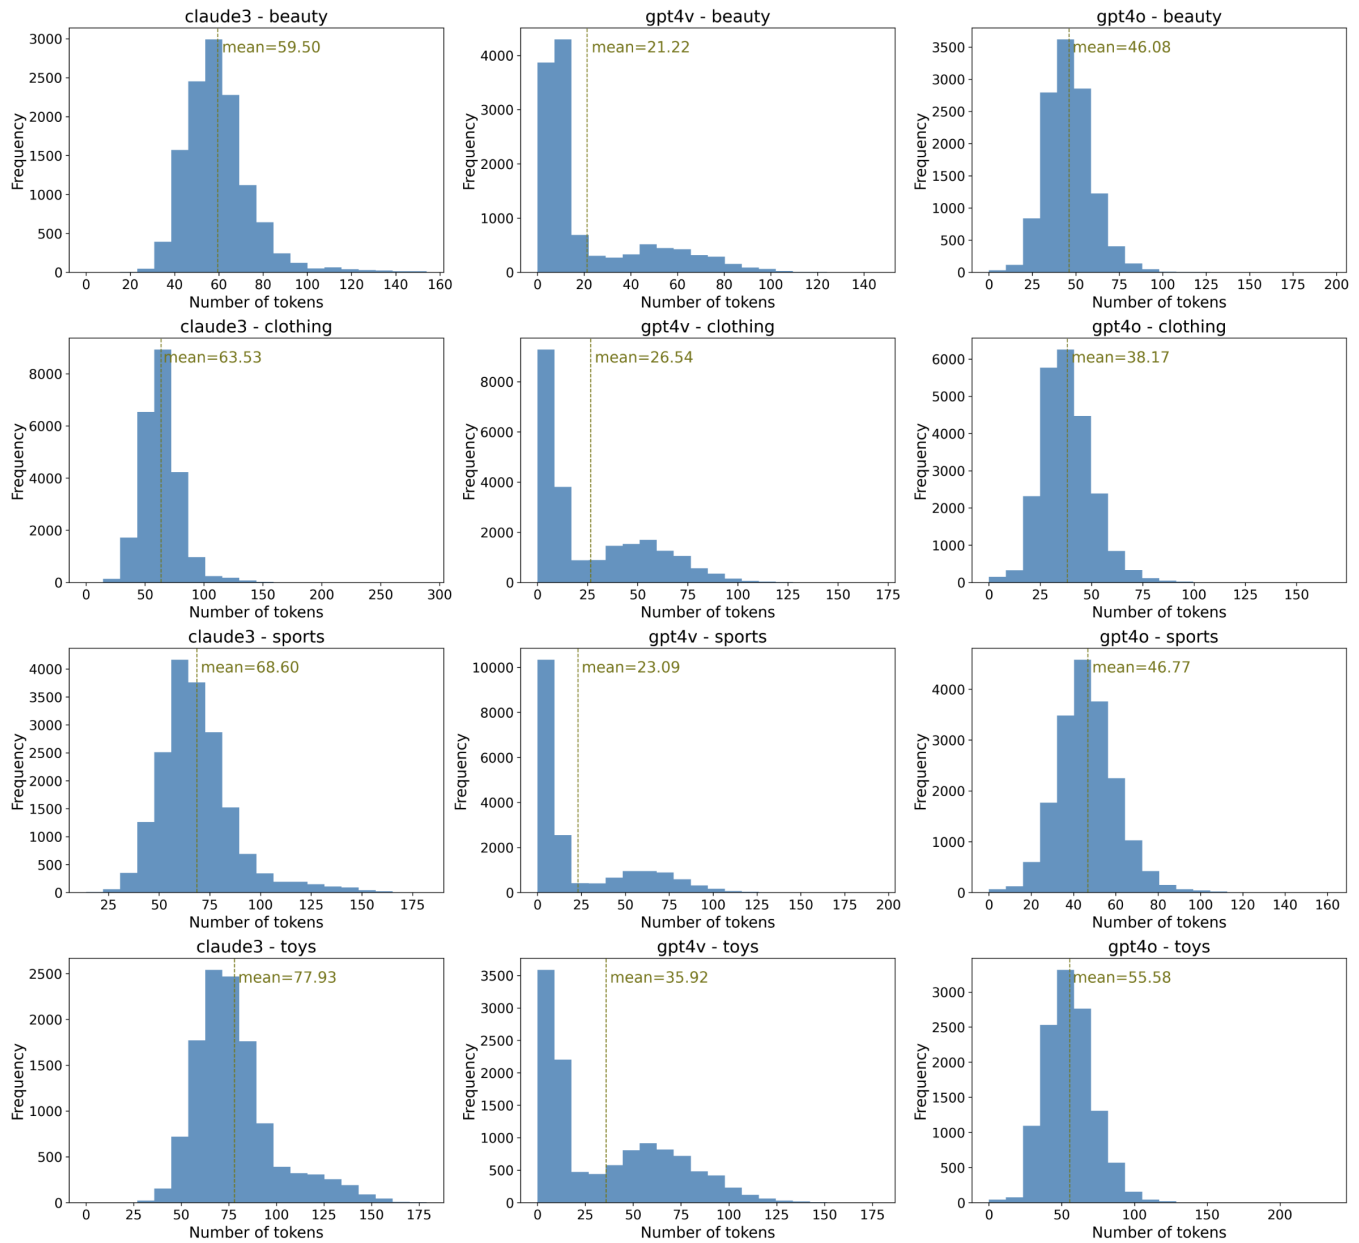 claude3 - beauty
mean=59.50
Frequency
3000
2500
2000
1500
1000
500
0
0 20 40 60 80 100 120 140 160
Number of tokens
gpt4v - beauty
mean=21.22
Frequency
4000
3000
2000
1000
0
0 20 40 60 80 100 120 140
Number of tokens
gpt4o - beauty
mean=46.08
Frequency
3500
3000
2500
2000
1500
1000
500
0
0 25 50 75 100 125 150 175 200
Number of tokens
claude3 - clothing
mean=63.53
Frequency
8000
6000
4000
2000
0
0 50 100 150 200 250 300
Number of tokens
gpt4v - clothing
mean=26.54
Frequency
8000
6000
4000
2000
0
0 25 50 75 100 125 150 175
Number of tokens
gpt4o - clothing
mean=38.17
Frequency
6000
5000
4000
3000
2000
1000
0
0 25 50 75 100 125 150
Number of tokens
claude3 - sports
mean=68.60
Frequency
4000
3500
3000
2500
2000
1500
1000
500
0
25 50 75 100 125 150 175
Number of tokens
gpt4v - sports
mean=23.09
Frequency
10000
8000
6000
4000
2000
0
0 25 50 75 100 125 150 175 200
Number of tokens
gpt4o - sports
mean=46.77
Frequency
4000
3000
2000
1000
0
0 20 40 60 80 100 120 140 160
Number of tokens
claude3 - toys
mean=77.93
Frequency
2500
2000
1500
1000
500
0
0 25 50 75 100 125 150 175
Number of tokens
gpt4v - toys
mean=35.92
Frequency
3500
3000
2500
2000
1500
1000
500
0
0 25 50 75 100 125 150 175
Number of tokens
gpt4o - toys
mean=55.58
Frequency
3000
2500
2000
1500
1000
500
0
0 50 100 150 200
Number of tokens